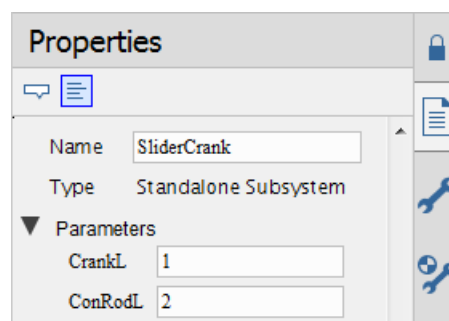 Properties
Name SliderCrank
Type Standalone Subsystem
Parameters
CrankL 1
ConRodL 2